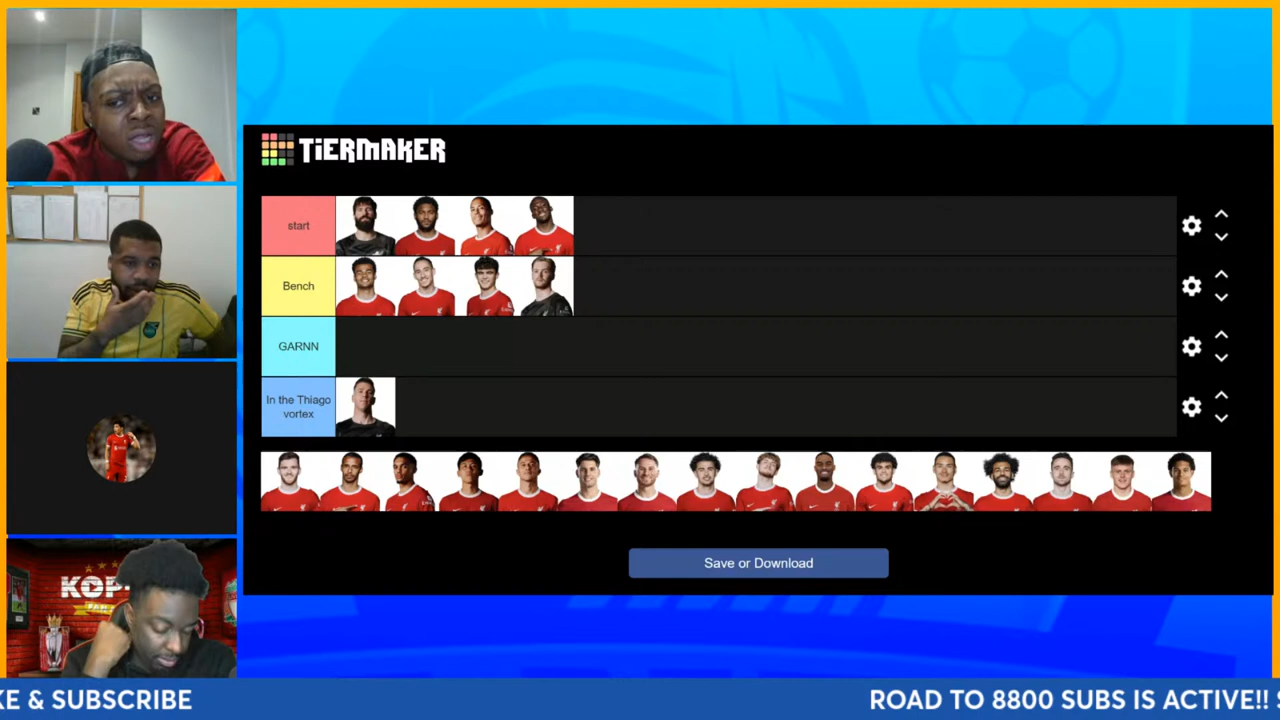 TiERMAKER
start
Bench
GARNN
In the Thiago
vortex
Save or Download
KOP
KE & SUBSCRIBE
ROAD TO 8800 SUBS IS ACTIVE!! S